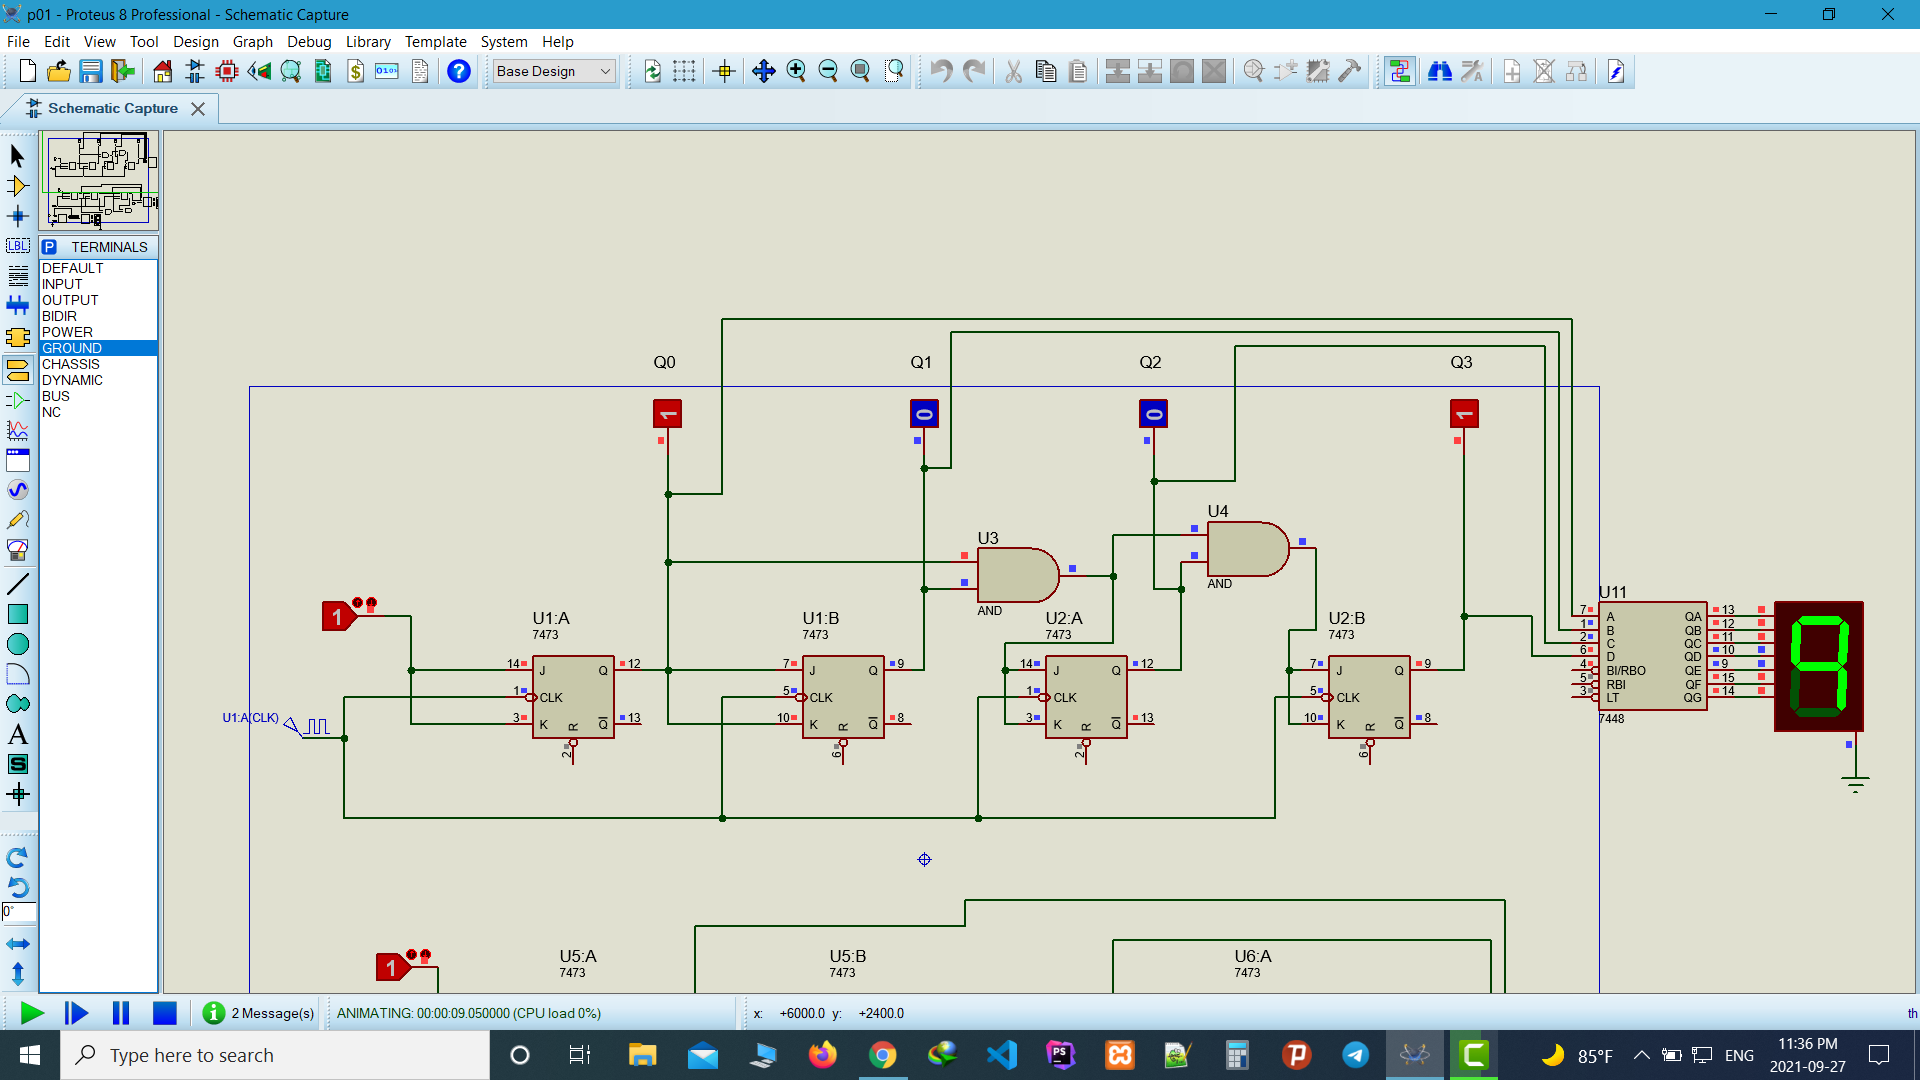 p01 - Proteus 8 Professional - Schematic Capture
File Edit View Tool Design Graph Debug Library Template System Help
Base Design
Schematic Capture
P TERMINALS
DEFAULT
INPUT
OUTPUT
BIDIR
POWER
GROUND
CHASSIS
DYNAMIC
BUS
NC
LBL
A
S
0°
Q0 Q1 Q2 Q3
1 0 0 1
U3
AND
U4
AND
1
U1:A
7473
14 J Q 12
1 CLK
3 K R Q 13
2
U1:A(CLK)
U1:B
7473
7 J Q 9
5 CLK
10 K R Q 8
6
U2:A
7473
14 J Q 12
1 CLK
3 K R Q 13
2
U2:B
7473
7 J Q 9
5 CLK
10 K R Q 8
6
U11
7 A QA 13
1 B QB 12
2 C QC 11
6 D QD 10
4 BI/RBO QE 9
5 RBI QF 15
3 LT QG 14
7448
9
1
U5:A
7473
U5:B
7473
U6:A
7473
2 Message(s) ANIMATING: 00:00:09.050000 (CPU load 0%) x: +6000.0 y: +2400.0 th
Type here to search
85°F ENG 11:36 PM
2021-09-27